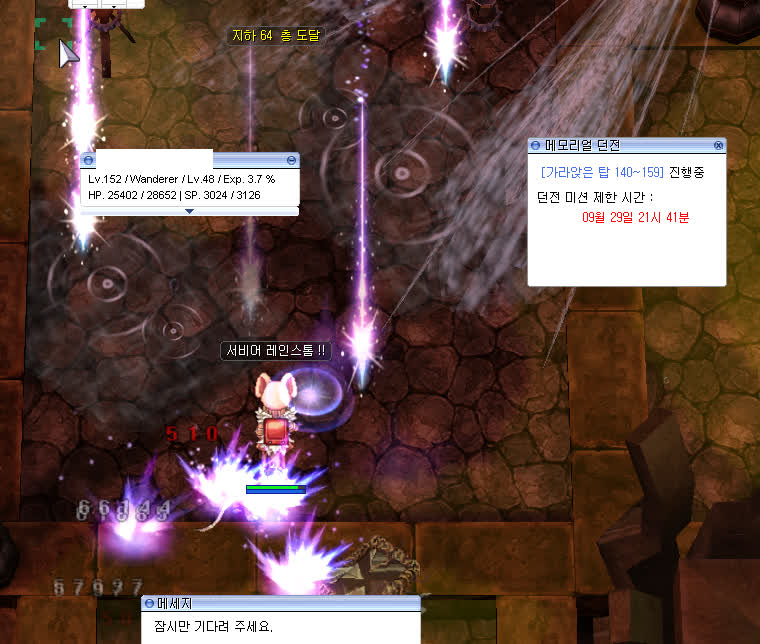 지하 64 층 도달
메모리얼 던전
[가라앉은 탑 140~159] 진행중
던전 미션 제한 시간 :
09월 29일 21시 41분
Lv.152 / Wanderer / Lv.48 / Exp. 3.7 %
HP. 25402 / 28652 | SP. 3024 / 3126
서비어 레인스톰 !!
510
메세지
잠시만 기다려 주세요.